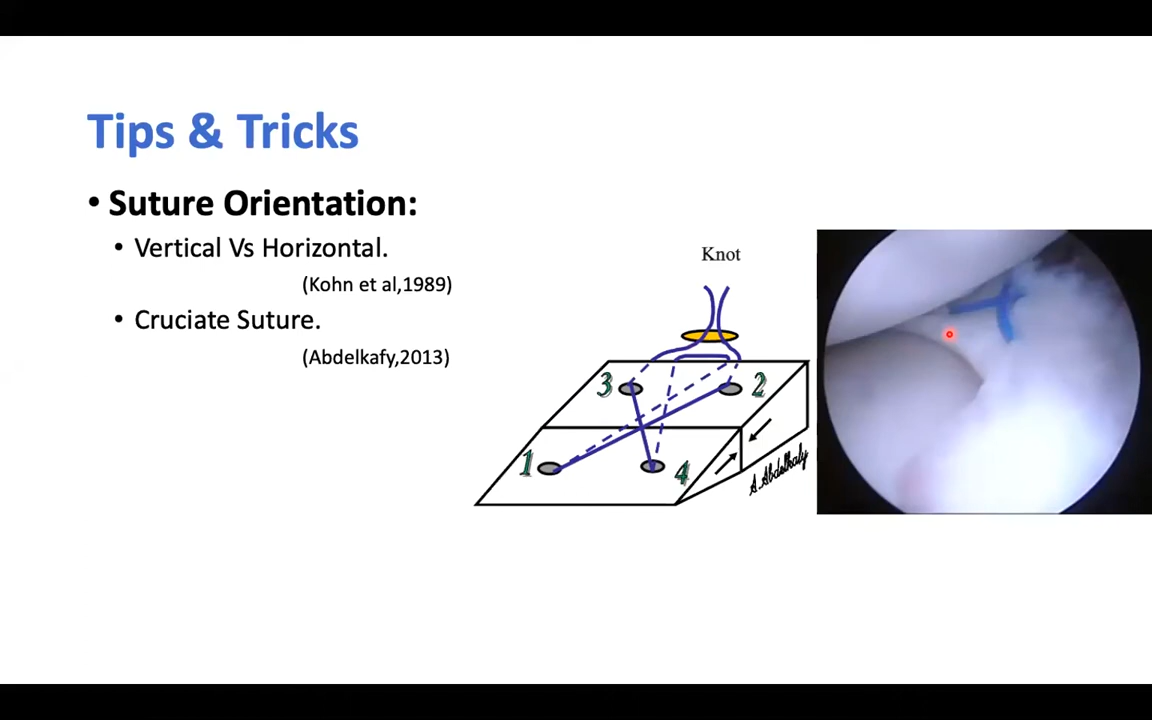 Tips & Tricks
• Suture Orientation:
• Vertical Vs Horizontal.
(Kohn et al,1989)
• Cruciate Suture.
(Abdelkafy,2013)
Knot
3
2
1
4
A. Abdelkafy